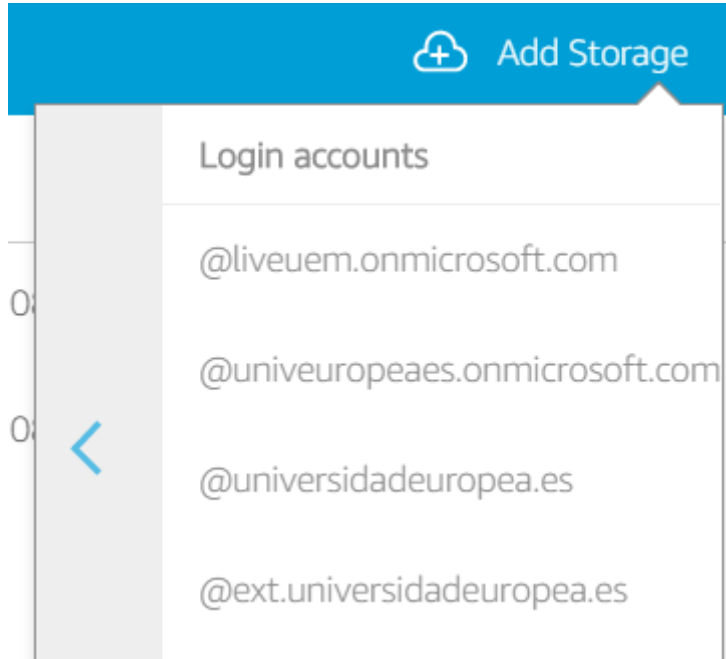 Add Storage
Login accounts
@liveuem.onmicrosoft.com
@univeuropeaes.onmicrosoft.com
@universidadeuropea.es
@ext.universidadeuropea.es